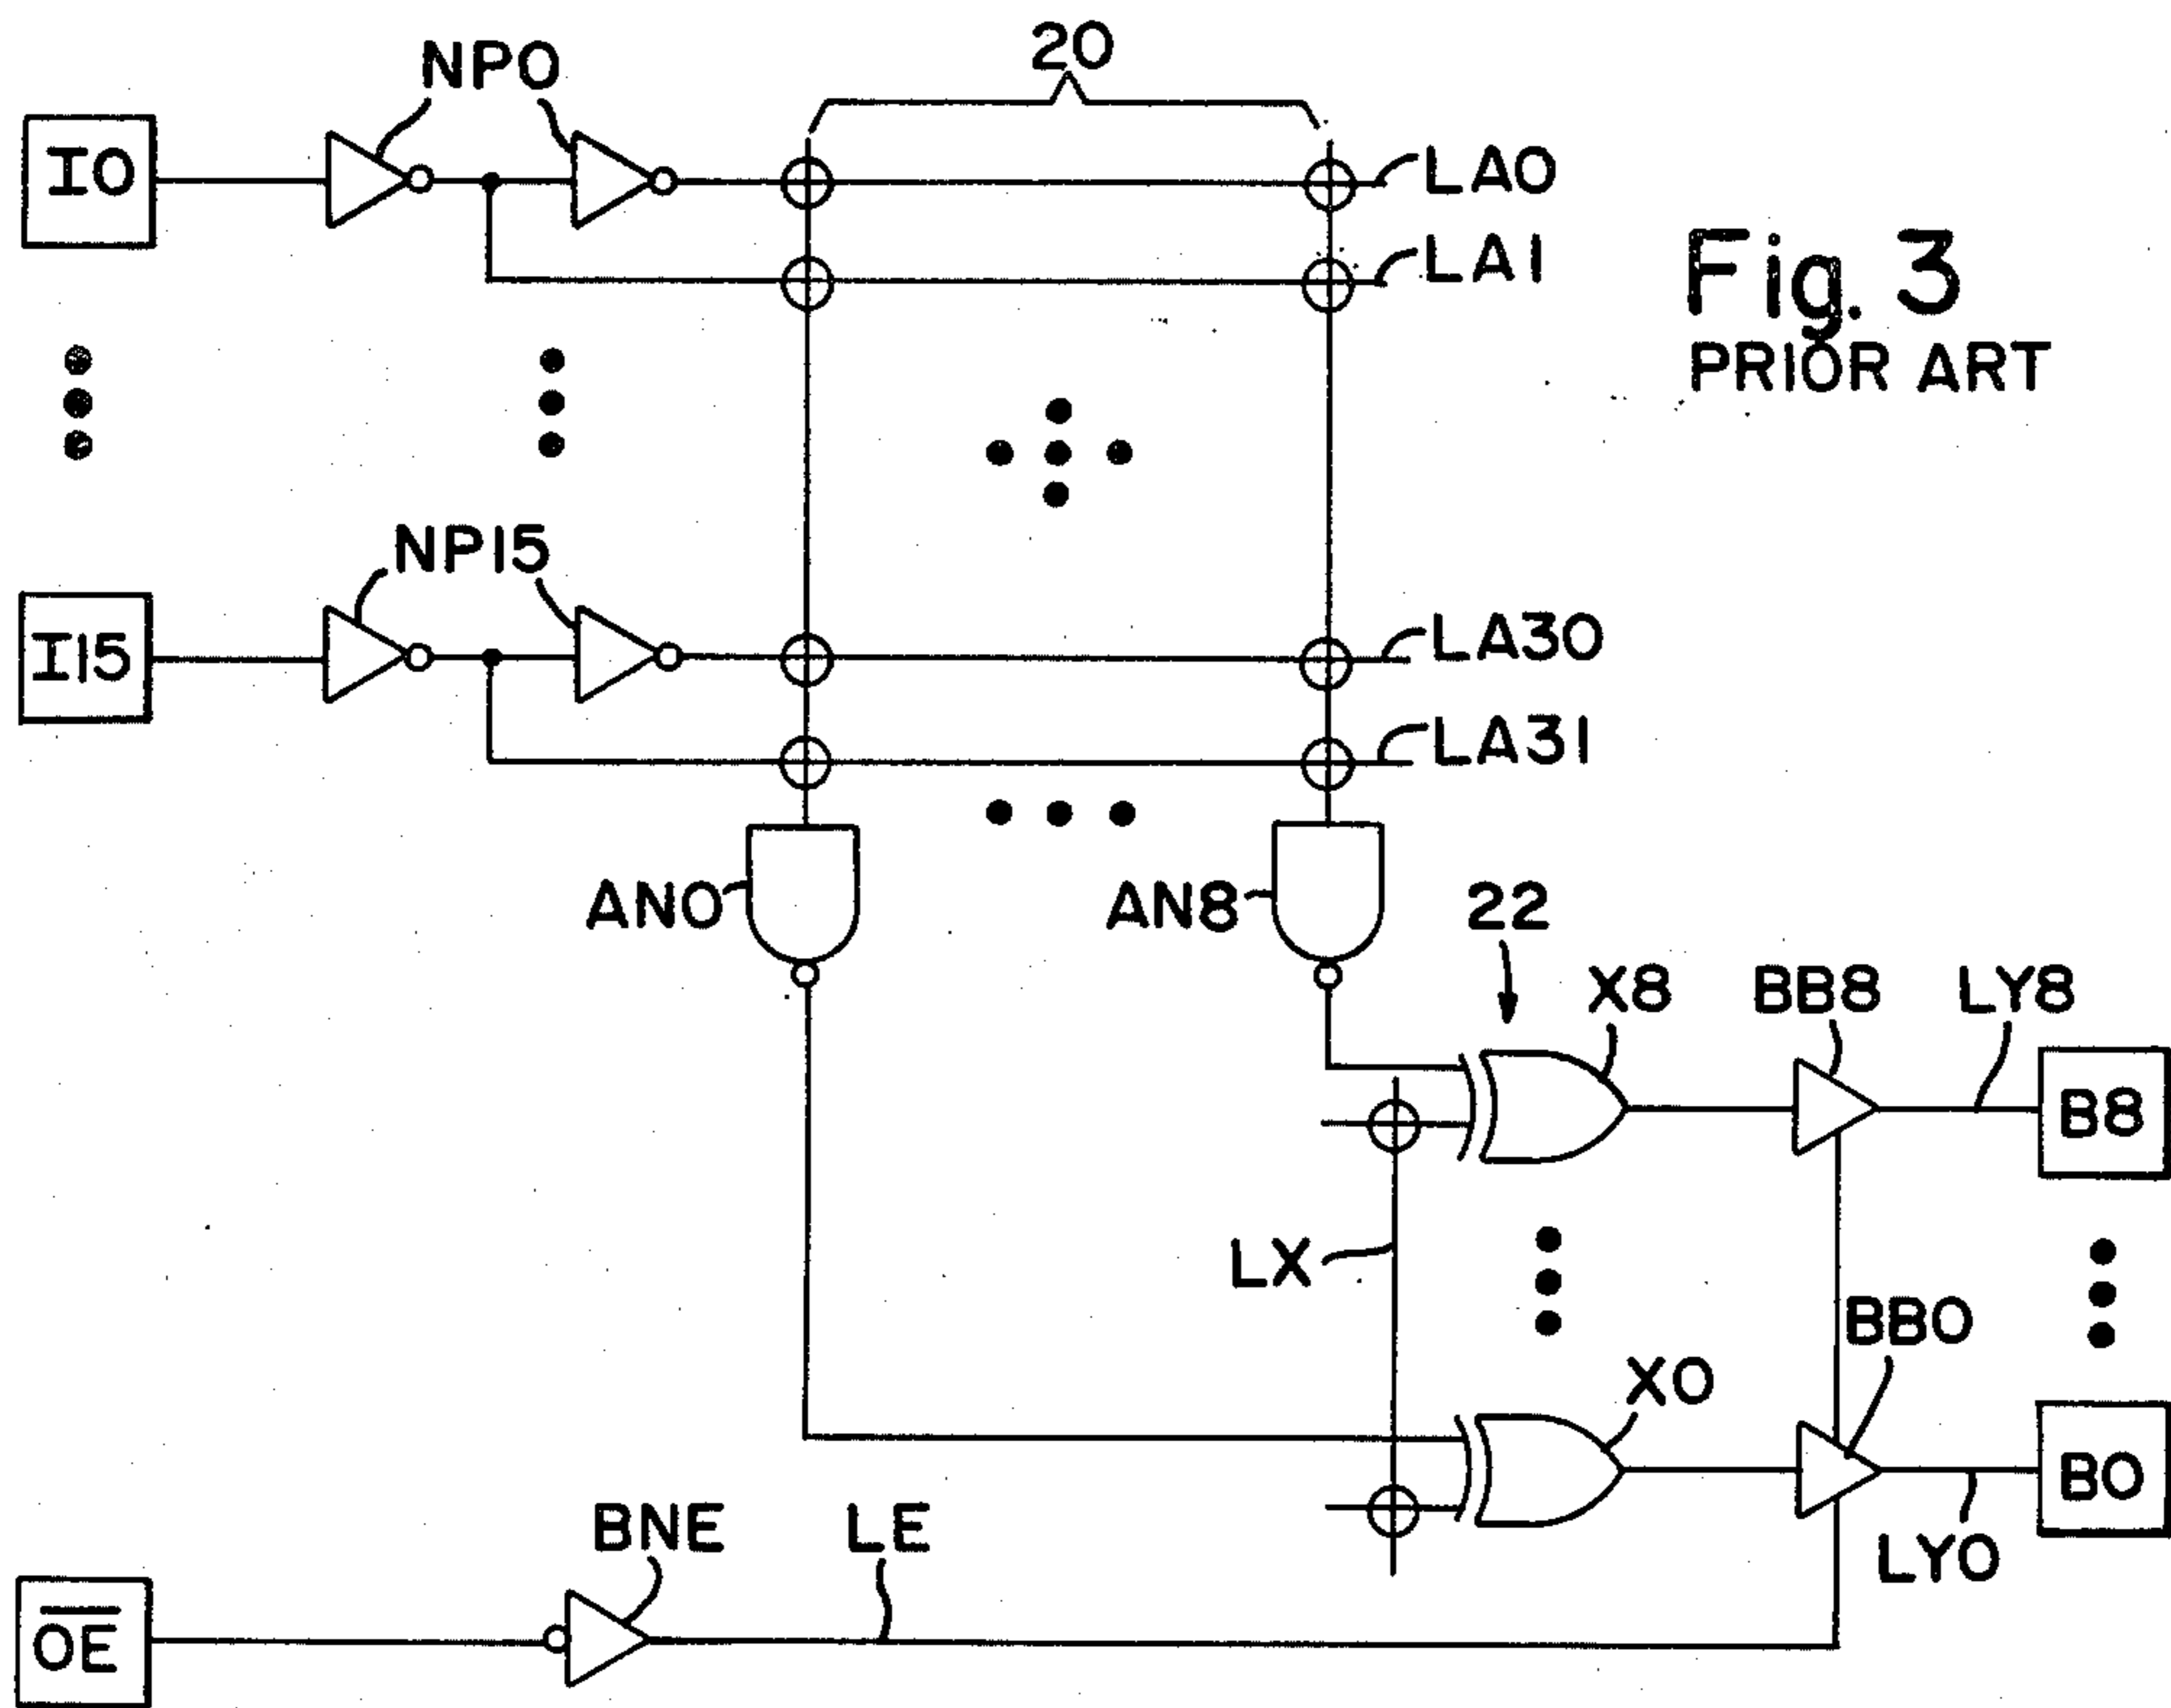 NP0
20
I0
LA0
LA1
Fig. 3
PRIOR ART
NP15
I15
LA30
LA31
AN0
AN8
22
X8
BB8
LY8
B8
LX
BB0
X0
B0
LY0
BNE
LE
OE